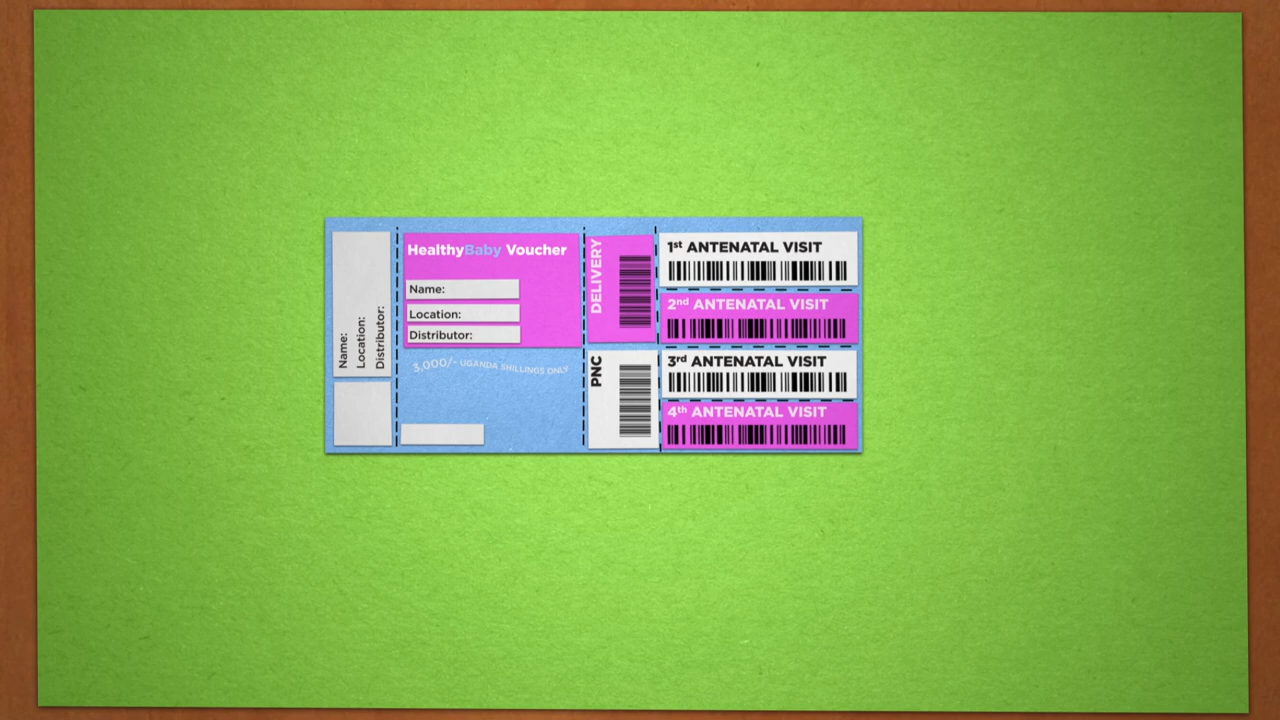 Name:
Location:
Distributor:
HealthyBaby Voucher
Name:
Location:
Distributor:
3,000/- UGANDA SHILLINGS ONLY
DELIVERY
PNC
1st ANTENATAL VISIT
2nd ANTENATAL VISIT
3rd ANTENATAL VISIT
4th ANTENATAL VISIT